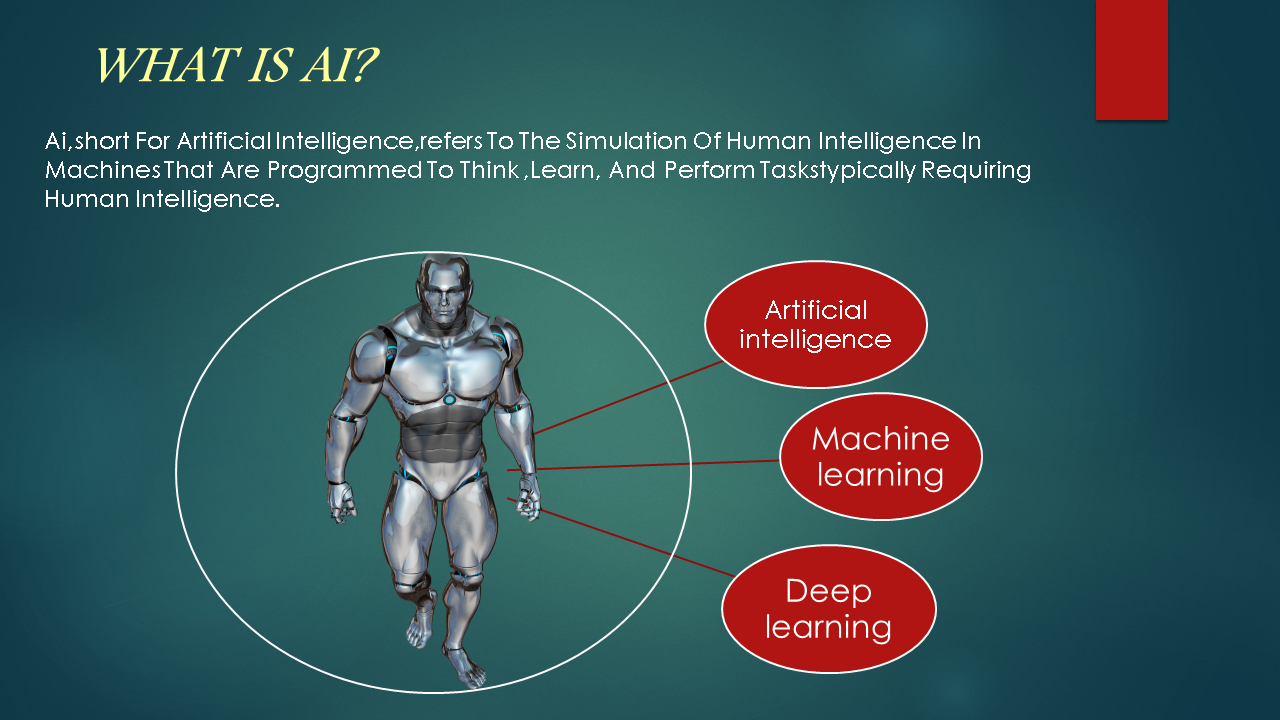 WHAT IS AI?
Ai,short For Artificial Intelligence,refers To The Simulation Of Human Intelligence In
Machines That Are Programmed To Think ,Learn, And Perform Taskstypically Requiring
Human Intelligence.
Artificial
intelligence
Machine
learning
Deep
learning